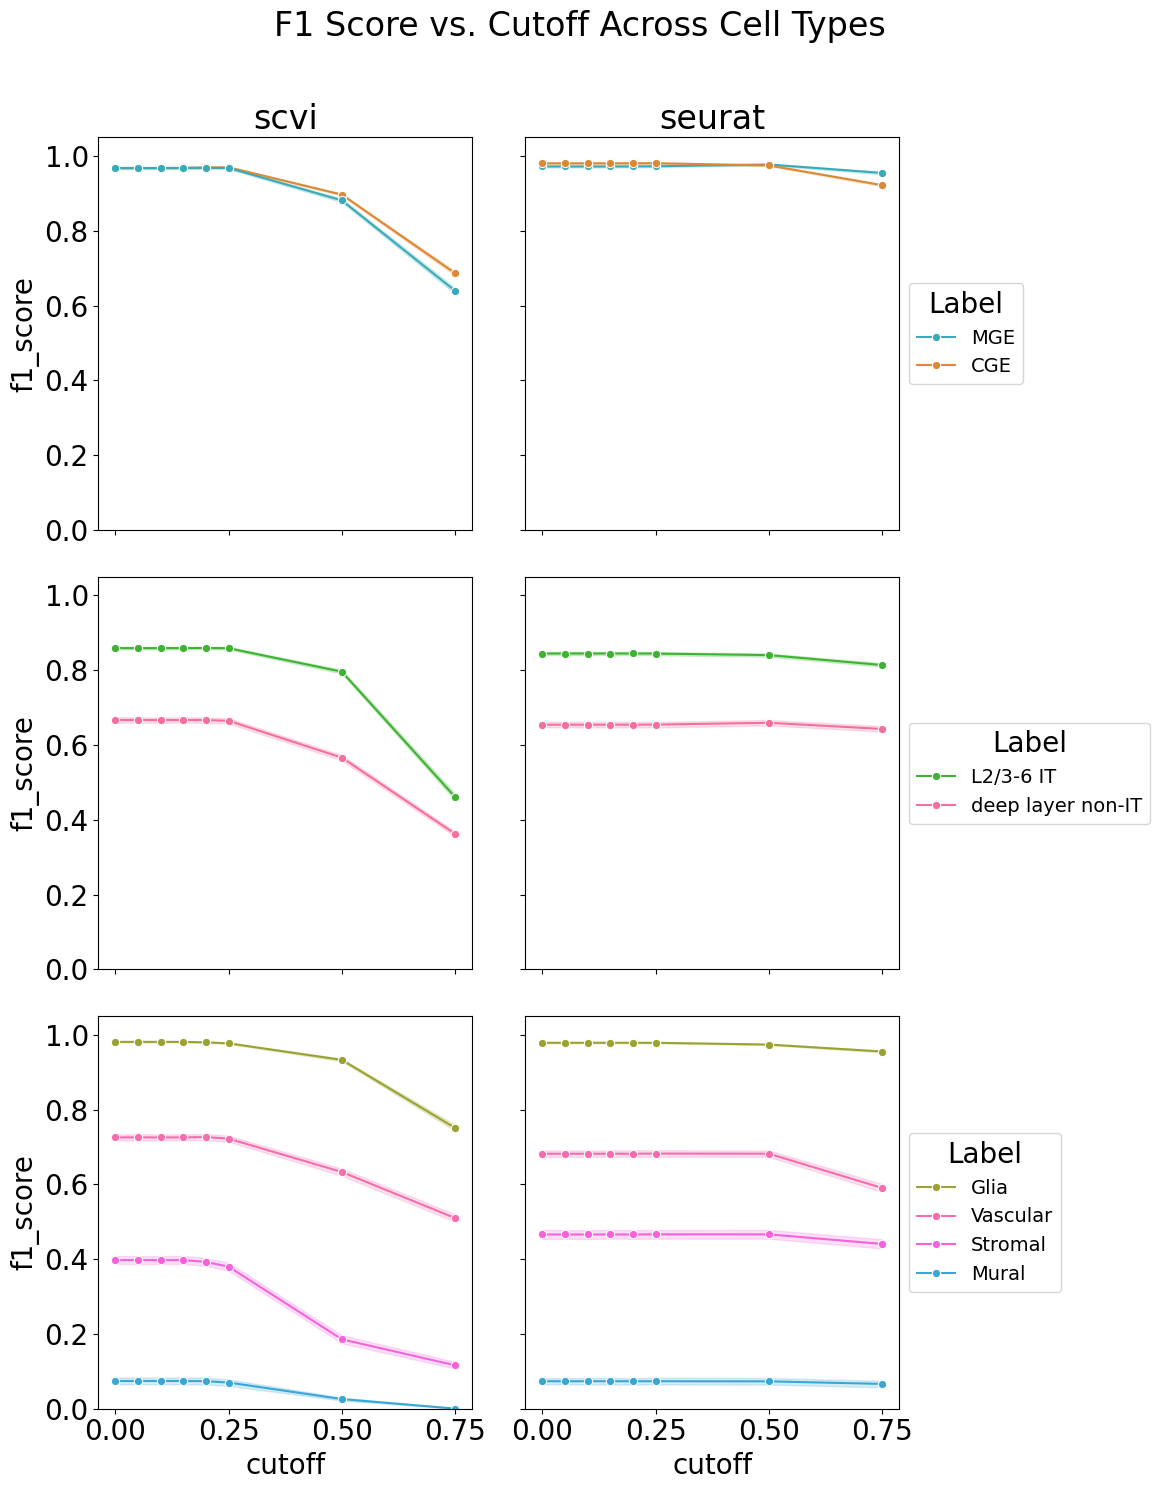 F1 Score vs. Cutoff Across Cell Types
scvi
seurat
1.0
0.8
0.6
0.4
0.2
0.0
f1_score
Label
MGE
CGE
1.0
0.8
0.6
0.4
0.2
0.0
f1_score
Label
L2/3-6 IT
deep layer non-IT
1.0
0.8
0.6
0.4
0.2
0.0
f1_score
Label
Glia
Vascular
Stromal
Mural
0.00 0.25 0.50 0.75
cutoff
0.00 0.25 0.50 0.75
cutoff